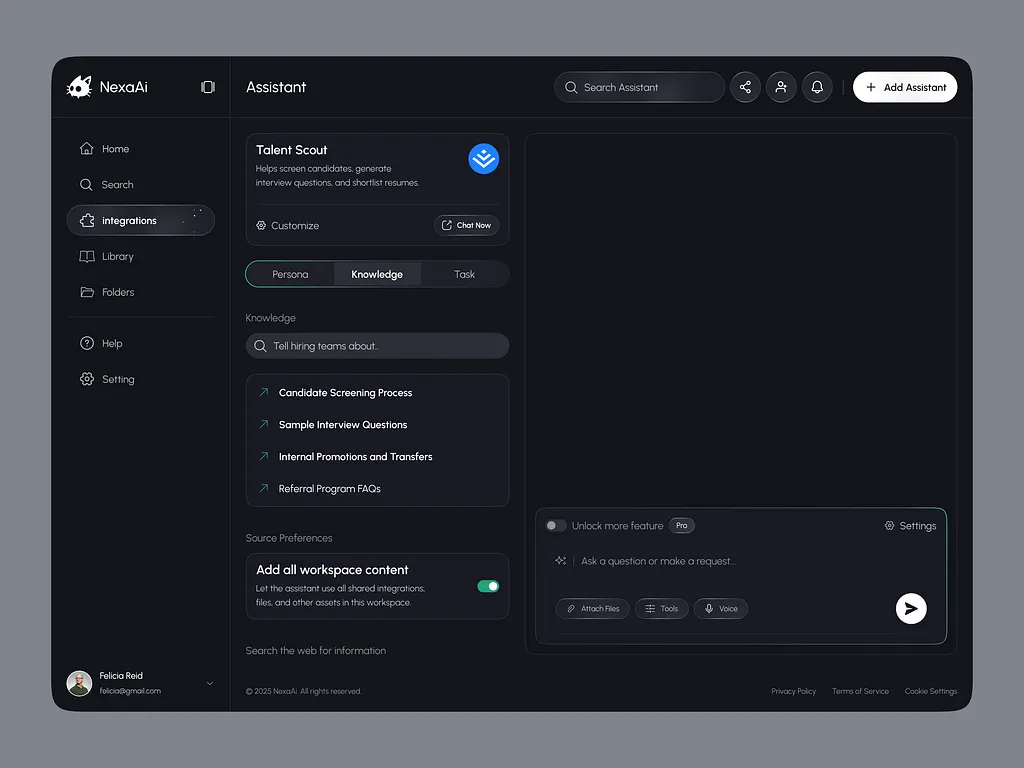 NexaAi
Assistant
Search Assistant
Add Assistant
Home
Search
integrations
Library
Folders
Help
Setting
Felicia Reid
felicia@gmail.com
Talent Scout
Helps screen candidates, generate
interview questions, and shortlist resumes.
Customize
Chat Now
Persona
Knowledge
Task
Knowledge
Tell hiring teams about..
Candidate Screening Process
Sample Interview Questions
Internal Promotions and Transfers
Referral Program FAQs
Source Preferences
Add all workspace content
Let the assistant use all shared integrations,
files, and other assets in this workspace.
Search the web for information
Unlock more feature
Pro
Settings
Ask a question or make a request...
Attach Files
Tools
Voice
© 2025 NexaAi. All rights reserved.
Privacy Policy
Terms of Service
Cookie Settings